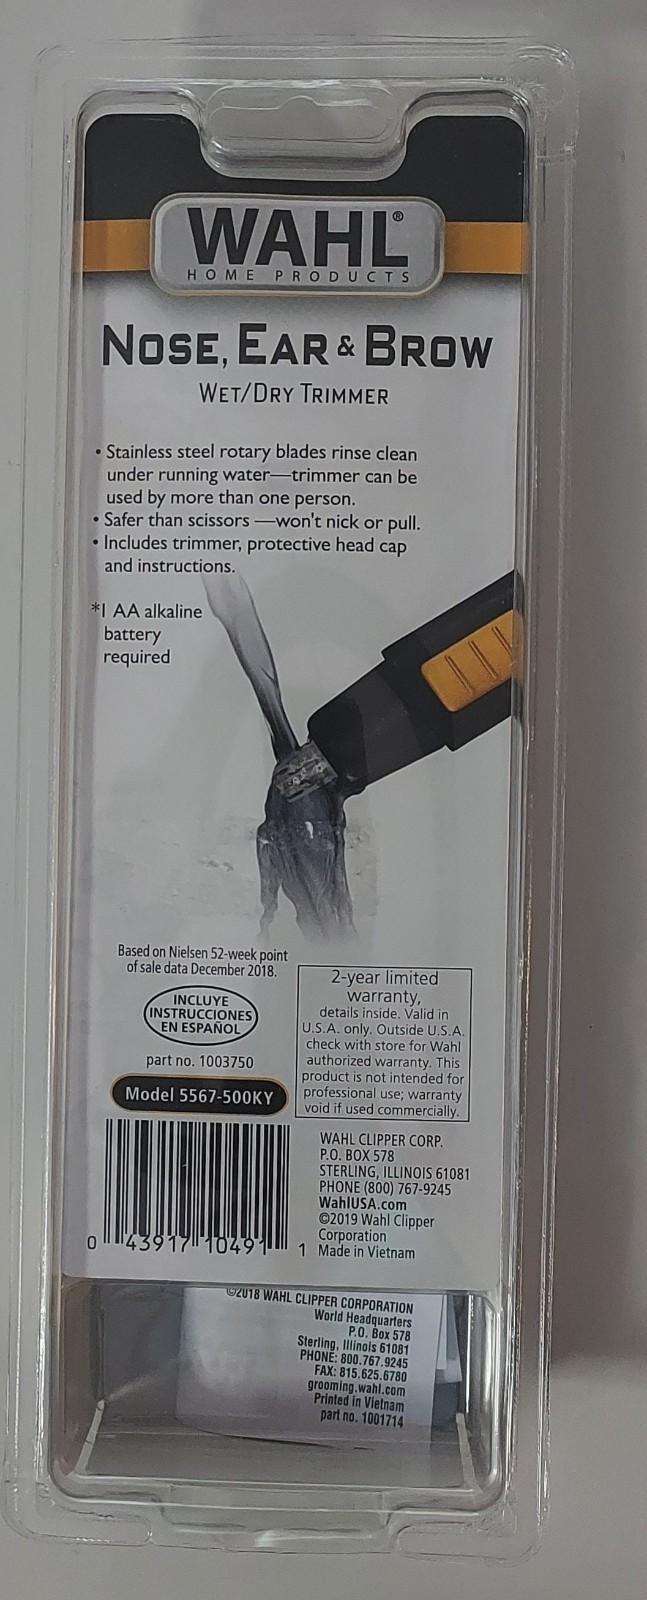 WAHL®
HOME PRODUCTS
NOSE, EAR & BROW
WET/DRY TRIMMER
• Stainless steel rotary blades rinse clean
under running water—trimmer can be
used by more than one person.
• Safer than scissors —won't nick or pull.
• Includes trimmer, protective head cap
and instructions.
*1 AA alkaline
battery
required
Based on Nielsen 52-week point
of sale data December 2018.
INCLUYE
INSTRUCCIONES
EN ESPAÑOL
part no. 1003750
Model 5567-500KY
0 43917 10491 1
2-year limited
warranty,
details inside. Valid in
U.S.A. only. Outside U.S.A.
check with store for Wahl
authorized warranty. This
product is not intended for
professional use; warranty
void if used commercially.
WAHL CLIPPER CORP.
P.O. BOX 578
STERLING, ILLINOIS 61081
PHONE (800) 767-9245
WahlUSA.com
©2019 Wahl Clipper
Corporation
Made in Vietnam
©2018 WAHL CLIPPER CORPORATION
World Headquarters
P.O. Box 578
Sterling, Illinois 61081
PHONE: 800.767.9245
FAX: 815.625.6780
grooming.wahl.com
Printed in Vietnam
part no. 1001714